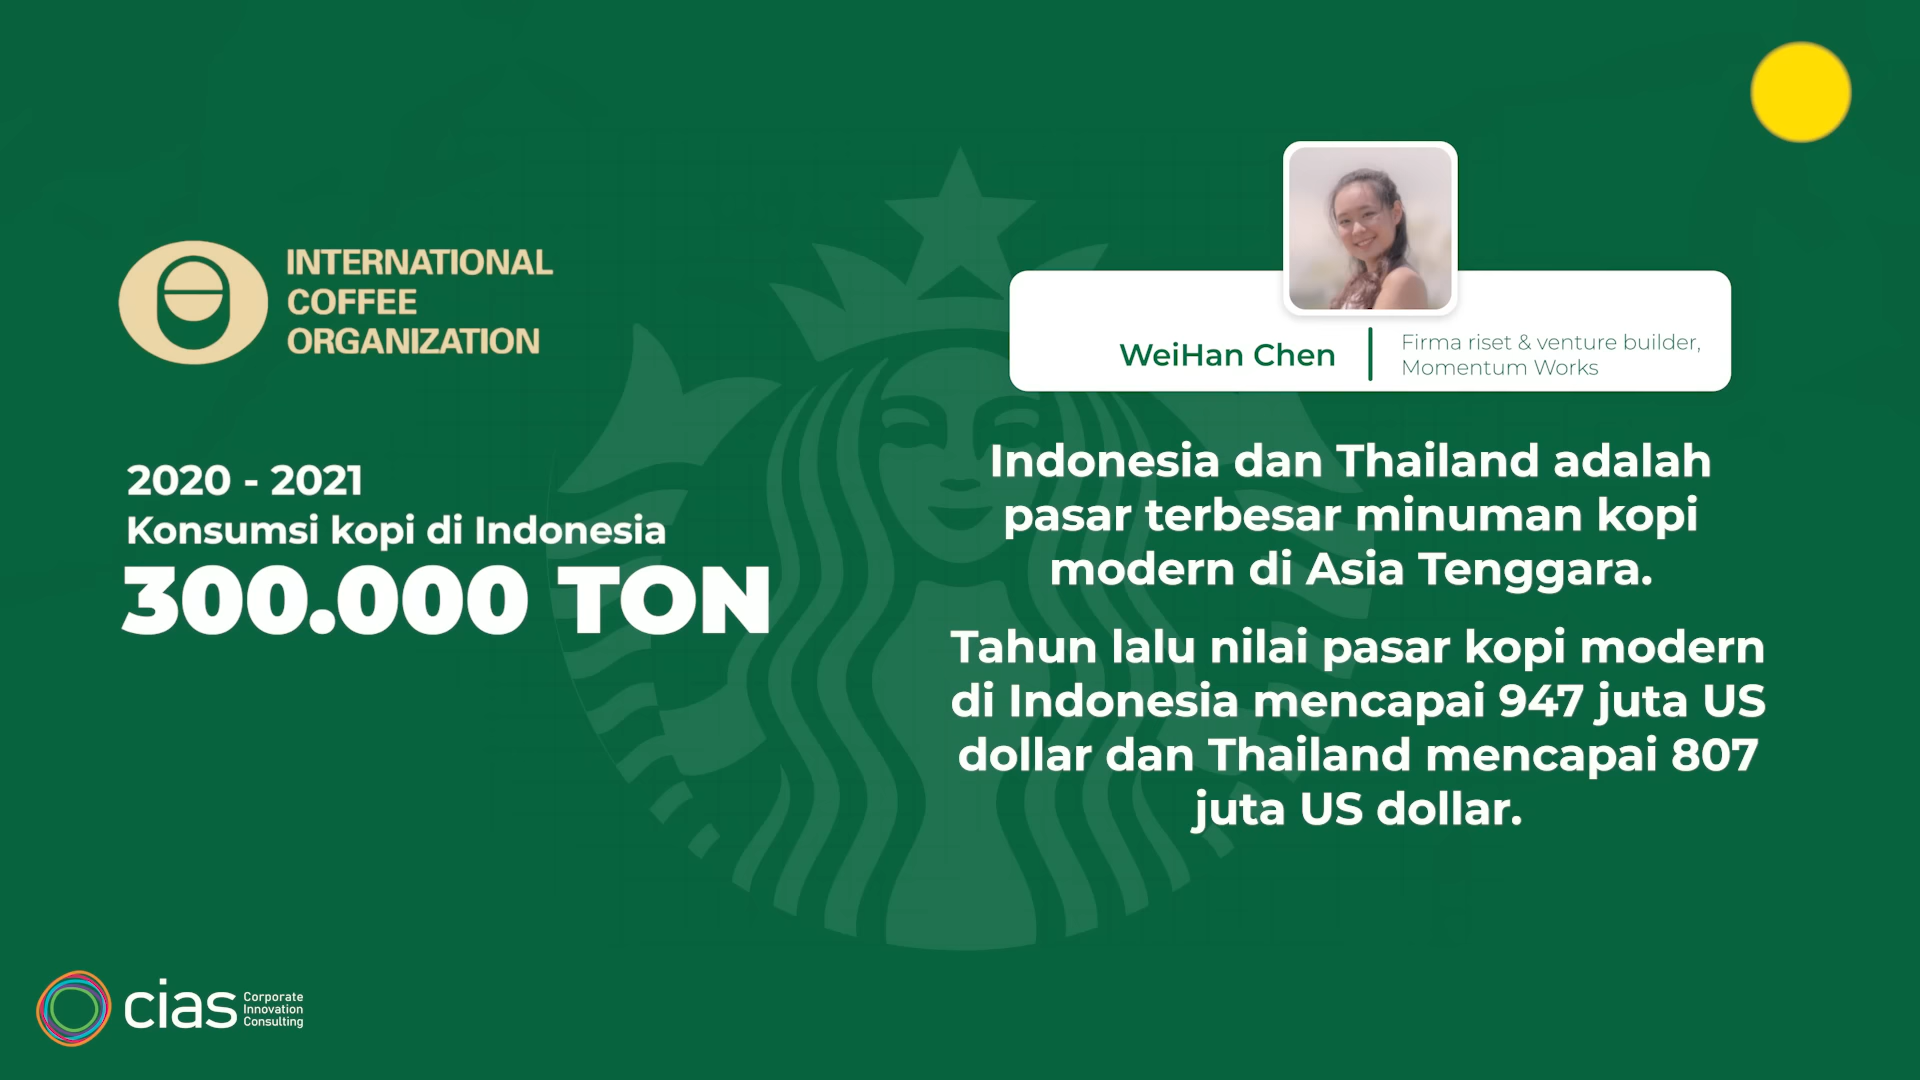 INTERNATIONAL
COFFEE
ORGANIZATION
2020 - 2021
Konsumsi kopi di Indonesia
300.000 TON
WeiHan Chen
Firma riset & venture builder,
Momentum Works
Indonesia dan Thailand adalah
pasar terbesar minuman kopi
modern di Asia Tenggara.
Tahun lalu nilai pasar kopi modern
di Indonesia mencapai 947 juta US
dollar dan Thailand mencapai 807
juta US dollar.
cias
Corporate
Innovation
Consulting